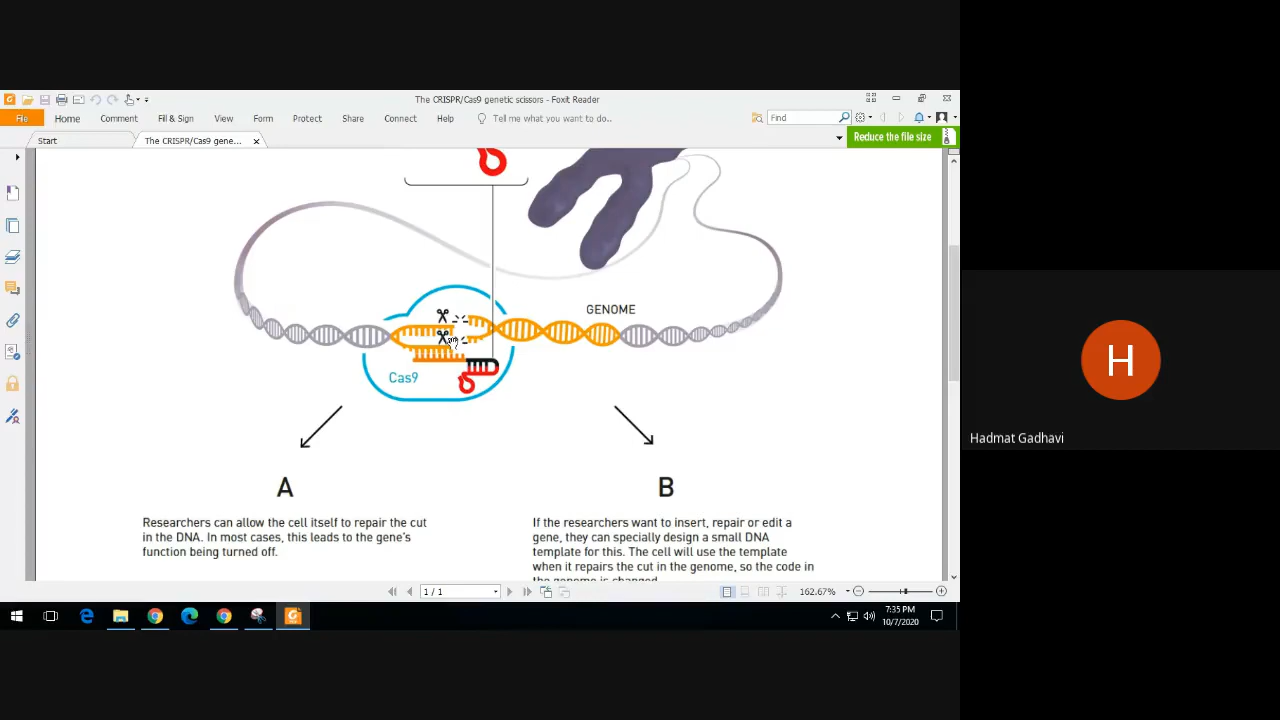 The CRISPR/Cas9 genetic scissors - Foxit Reader
File Home Comment Fill & Sign View Form Protect Share Connect Help Tell me what you want to do.. Find
Start The CRISPR/Cas9 gene... Reduce the file size
GENOME
Cas9
A
Researchers can allow the cell itself to repair the cut
in the DNA. In most cases, this leads to the gene's
function being turned off.
B
If the researchers want to insert, repair or edit a
gene, they can specially design a small DNA
template for this. The cell will use the template
when it repairs the cut in the genome, so the code in
the genome is changed.
H
Hadmat Gadhavi
1 / 1 162.67%
7:35 PM
10/7/2020